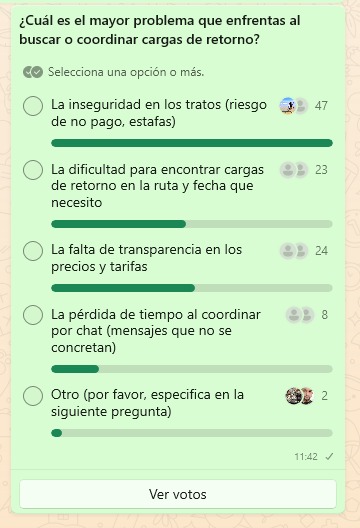 ¿Cuál es el mayor problema que enfrentas al
buscar o coordinar cargas de retorno?
Selecciona una opción o más.
La inseguridad en los tratos (riesgo
de no pago, estafas)
47
La dificultad para encontrar cargas
de retorno en la ruta y fecha que
necesito
23
La falta de transparencia en los
precios y tarifas
24
La pérdida de tiempo al coordinar
por chat (mensajes que no se
concretan)
8
Otro (por favor, especifica en la
siguiente pregunta)
2
11:42
Ver votos